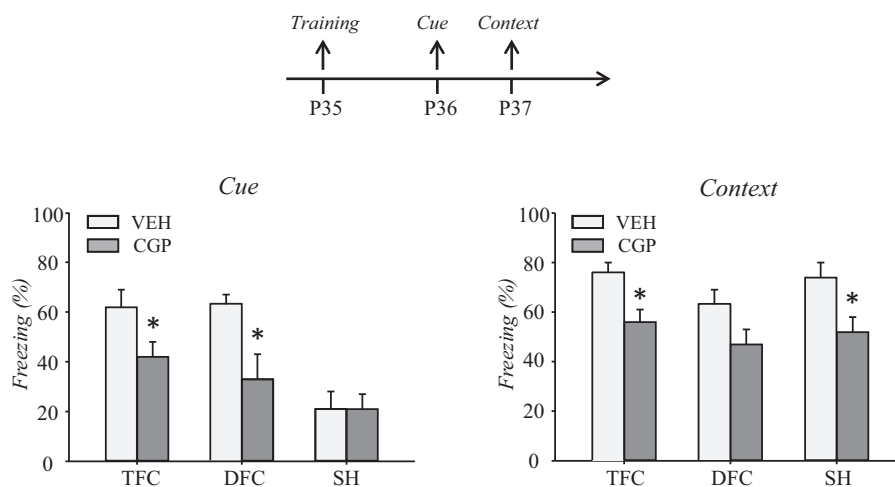 Training Cue Context
P35 P36 P37
Cue
Freezing (%)
100
80
60
40
20
0
VEH
CGP
*
*
TFC DFC SH
Context
Freezing (%)
100
80
60
40
20
0
VEH
CGP
*
*
TFC DFC SH